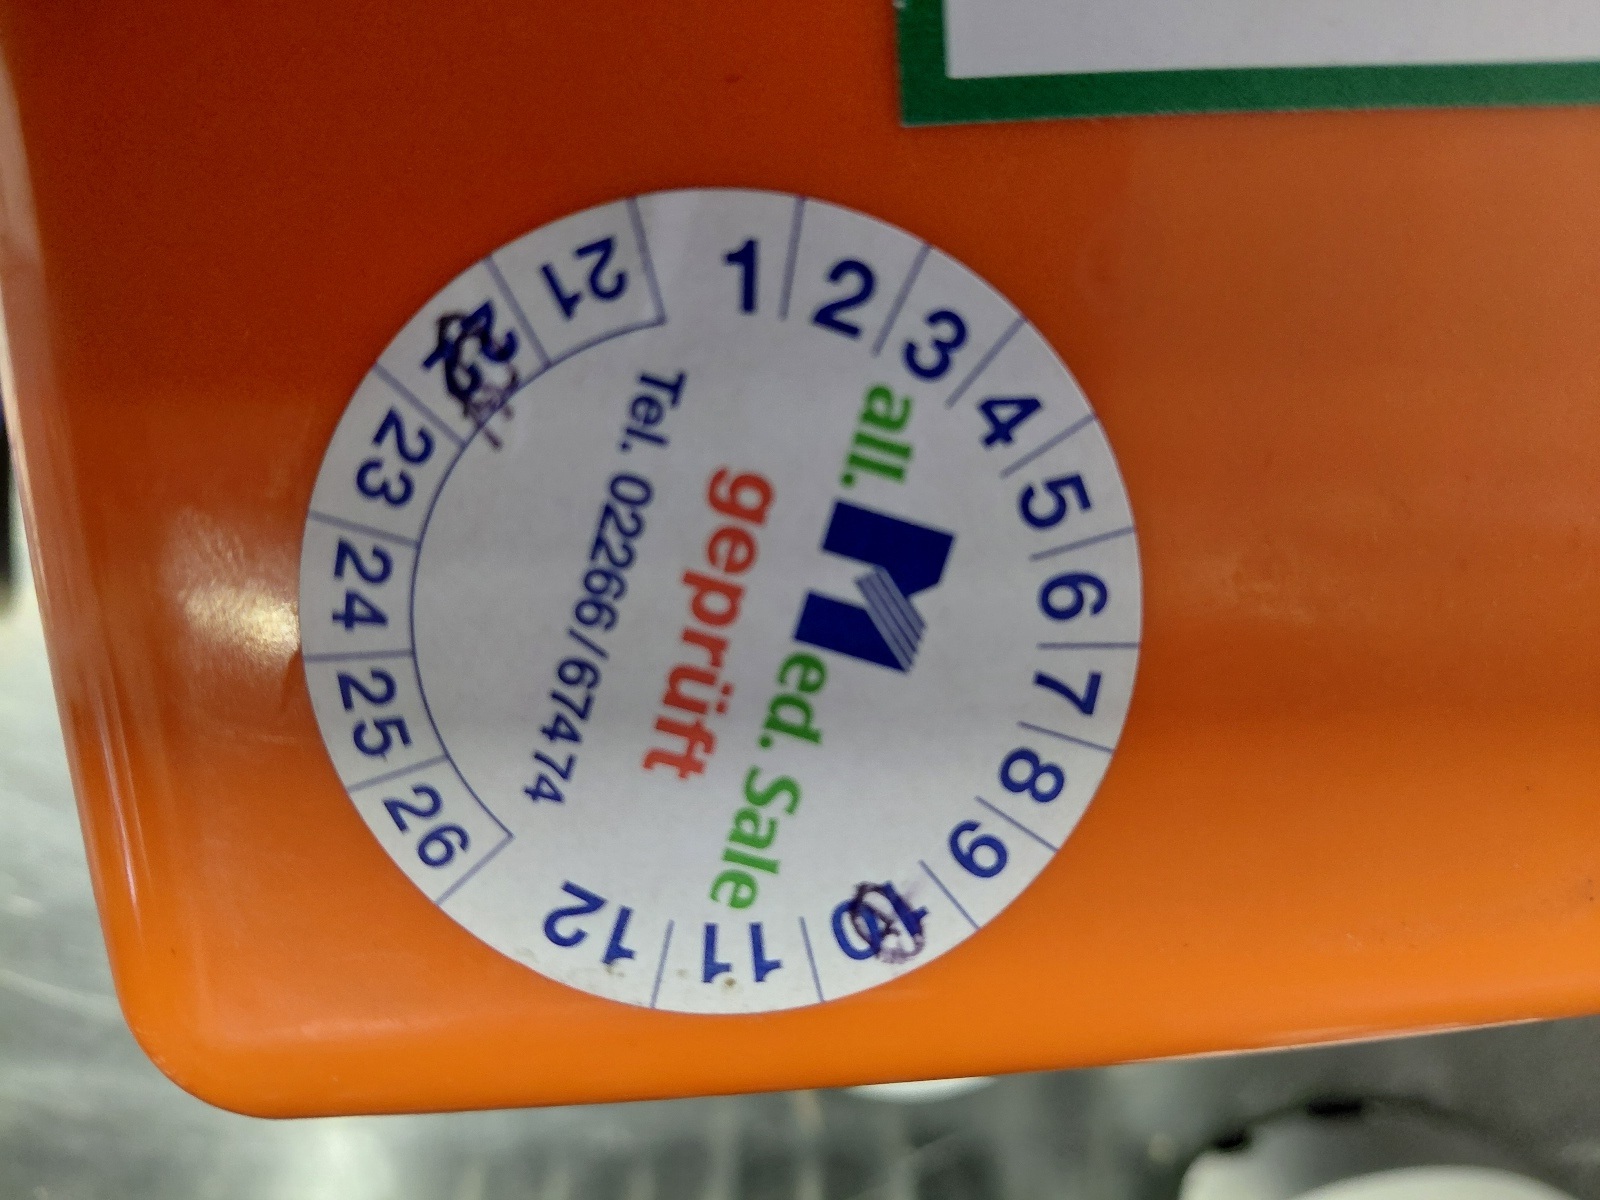 1 2 3 4 5 6 7 8 9 10 11 12
all. Med. Sale
geprüft
Tel. 02266/67474
21 22 23 24 25 26